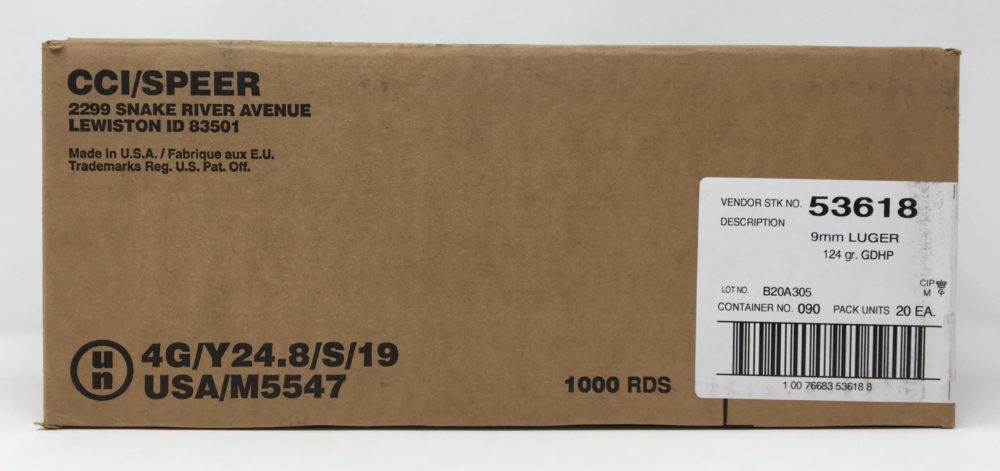 CCI/SPEER
2299 SNAKE RIVER AVENUE
LEWISTON ID 83501
Made in U.S.A. / Fabrique aux E.U.
Trademarks Reg. U.S. Pat. Off.
VENDOR STK NO. 53618
DESCRIPTION
9mm LUGER
124 gr. GDHP
CIP
M
LOT NO. B20A305
CONTAINER NO. 090 PACK UNITS 20 EA.
1 00 76683 53618 8
un
4G/Y24.8/S/19
USA/M5547
1000 RDS